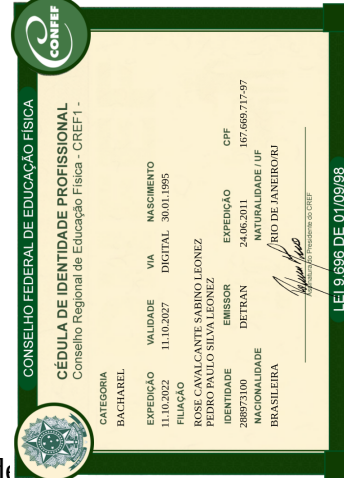 CONFEF
CONSELHO FEDERAL DE EDUCAÇÃO FÍSICA
CÉDULA DE IDENTIDADE PROFISSIONAL
Conselho Regional de Educação Física - CREF1 -
CATEGORIA
BACHAREL
EXPEDIÇÃO VALIDADE VIA NASCIMENTO
11.10.2022 11.10.2027 DIGITAL 30.01.1995
FILIAÇÃO
ROSE CAVALCANTE SABINO LEONEZ
PEDRO PAULO SILVA LEONEZ
IDENTIDADE EMISSOR EXPEDIÇÃO CPF
288973100 DETRAN 24.06.2011 167.669.717-97
NACIONALIDADE NATURALIDADE / UF
BRASILEIRA RIO DE JANEIRO/RJ
Assinatura do Presidente do CREF
LEI 9.696 DE 01/09/98